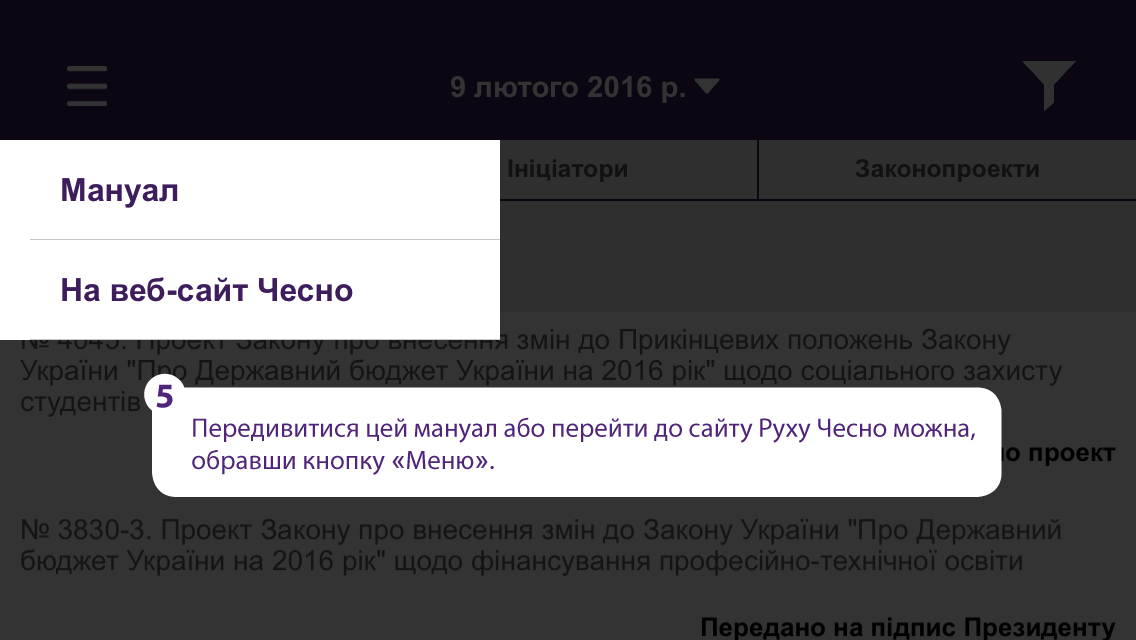 9 лютого 2016 р.
Ініціатори
Законопроекти
Мануал
На веб-сайт Чесно
№ 4045. Проект Закону про внесення змін до Прикінцевих положень Закону
України "Про Державний бюджет України на 2016 рік" щодо соціального захисту
студентів
5
Передивитися цей мануал або перейти до сайту Руху Чесно можна,
обравши кнопку «Меню».
проект
№ 3830-3. Проект Закону про внесення змін до Закону України "Про Державний
бюджет України на 2016 рік" щодо фінансування професійно-технічної освіти
Передано на підпис Президенту